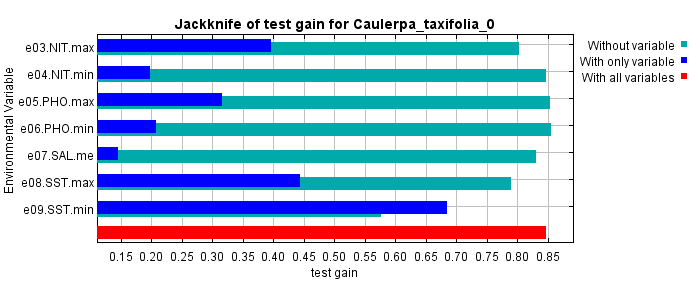 Jackknife of test gain for Caulerpa_taxifolia_0
Environmental Variable
e03.NIT.max
e04.NIT.min
e05.PHO.max
e06.PHO.min
e07.SAL.me
e08.SST.max
e09.SST.min
Without variable
With only variable
With all variables
0.15 0.20 0.25 0.30 0.35 0.40 0.45 0.50 0.55 0.60 0.65 0.70 0.75 0.80 0.85
test gain